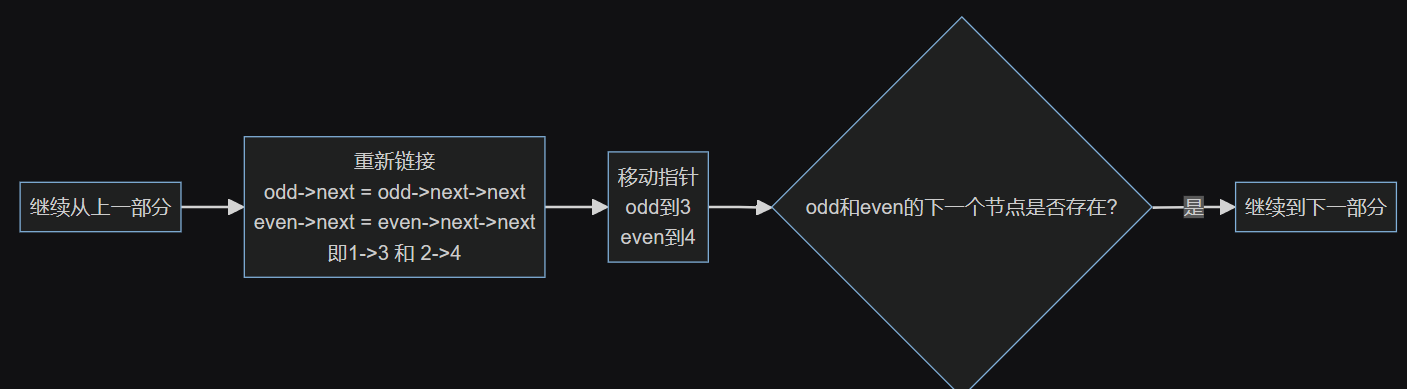 继续从上一部分
重新链接
odd->next = odd->next->next
even->next = even->next->next
即1->3 和 2->4
移动指针
odd到3
even到4
odd和even的下一个节点是否存在?
是
继续到下一部分